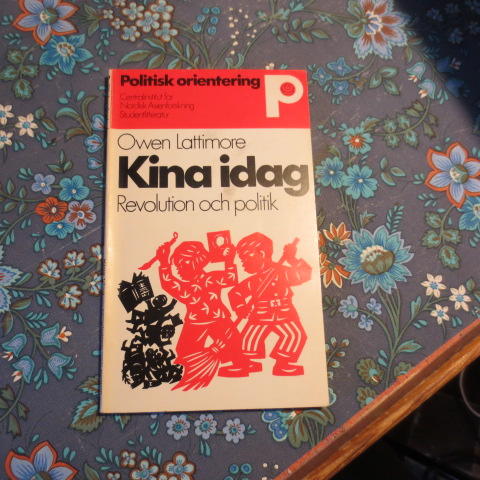 Politisk orientering
Centralinstitut för
Nordisk Asienforskning
Studentlitteratur
P
Owen Lattimore
Kina idag
Revolution och politik